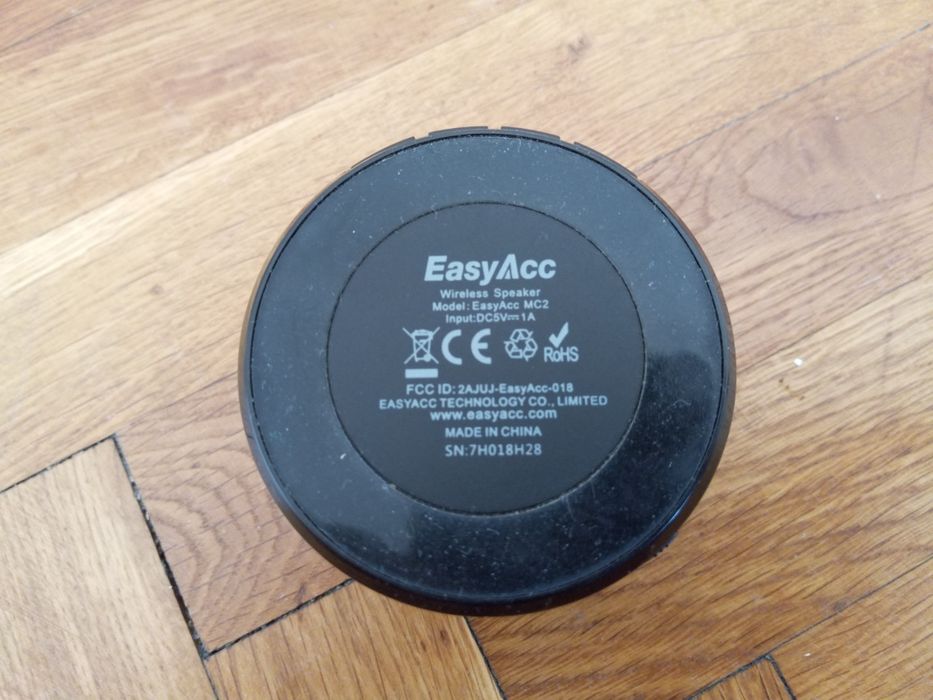 EasyAcc
Wireless Speaker
Model: EasyAcc MC2
Input:DC5V⎓1A
CE RoHS
FCC ID: 2AJUJ-EasyAcc-018
EASYACC TECHNOLOGY CO., LIMITED
www.easyacc.com
MADE IN CHINA
SN:7H018H28